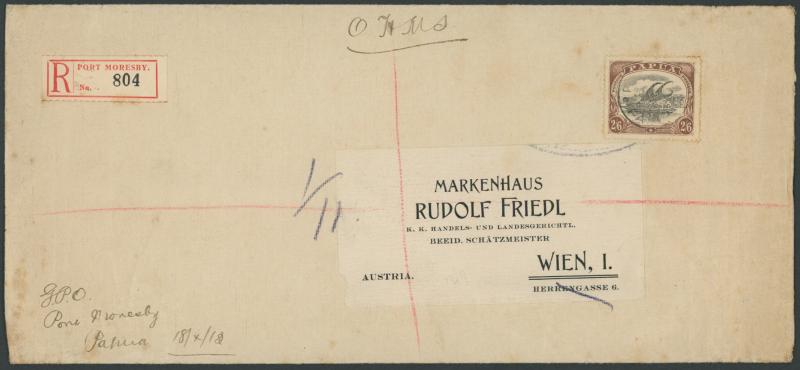 O H M S
R PORT MORESBY.
No. 804
PAPUA
2/6 2/6
1/11
MARKENHAUS
RUDOLF FRIEDL
K. K. HANDELS- UND LANDESGERICHTL.
BEEID. SCHÄTZMEISTER
WIEN, I.
AUSTRIA.
HERRENGASSE 6.
G.P.O.
Port Moresby
Papua 18/x/12